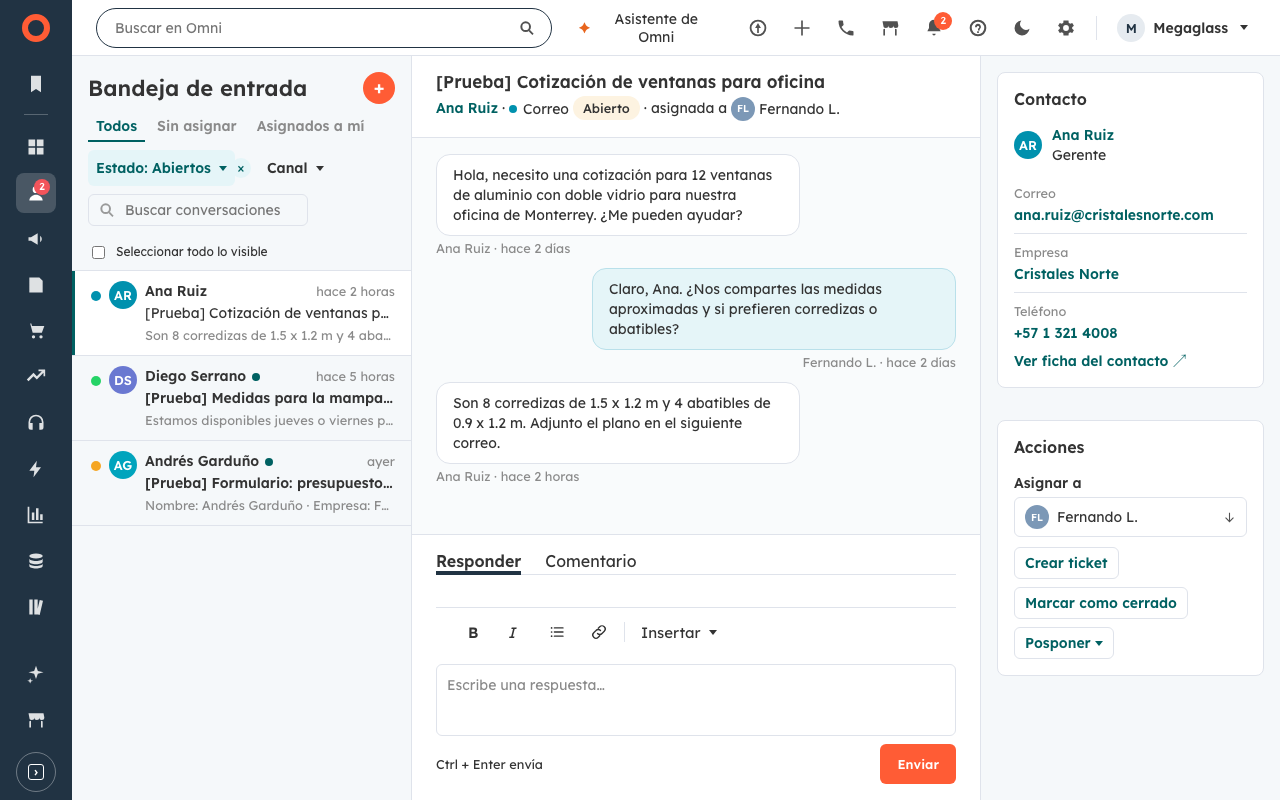 Buscar en Omni
Asistente de
Omni
2
M
Megaglass
2
Bandeja de entrada
+
Todos
Sin asignar
Asignados a mí
Estado: Abiertos
×
Canal
Buscar conversaciones
Seleccionar todo lo visible
AR
Ana Ruiz
hace 2 horas
[Prueba] Cotización de ventanas p…
Son 8 corredizas de 1.5 x 1.2 m y 4 aba…
DS
Diego Serrano
hace 5 horas
[Prueba] Medidas para la mampa…
Estamos disponibles jueves o viernes p…
AG
Andrés Garduño
ayer
[Prueba] Formulario: presupuesto…
Nombre: Andrés Garduño · Empresa: F…
[Prueba] Cotización de ventanas para oficina
Ana Ruiz · Correo Abierto · asignada a FL Fernando L.
Hola, necesito una cotización para 12 ventanas
de aluminio con doble vidrio para nuestra
oficina de Monterrey. ¿Me pueden ayudar?
Ana Ruiz · hace 2 días
Claro, Ana. ¿Nos compartes las medidas
aproximadas y si prefieren corredizas o
abatibles?
Fernando L. · hace 2 días
Son 8 corredizas de 1.5 x 1.2 m y 4 abatibles de
0.9 x 1.2 m. Adjunto el plano en el siguiente
correo.
Ana Ruiz · hace 2 horas
Responder
Comentario
B
I
Insertar
Escribe una respuesta…
Ctrl + Enter envía
Enviar
Contacto
AR
Ana Ruiz
Gerente
Correo
ana.ruiz@cristalesnorte.com
Empresa
Cristales Norte
Teléfono
+57 1 321 4008
Ver ficha del contacto ↗
Acciones
Asignar a
FL
Fernando L.
↓
Crear ticket
Marcar como cerrado
Posponer